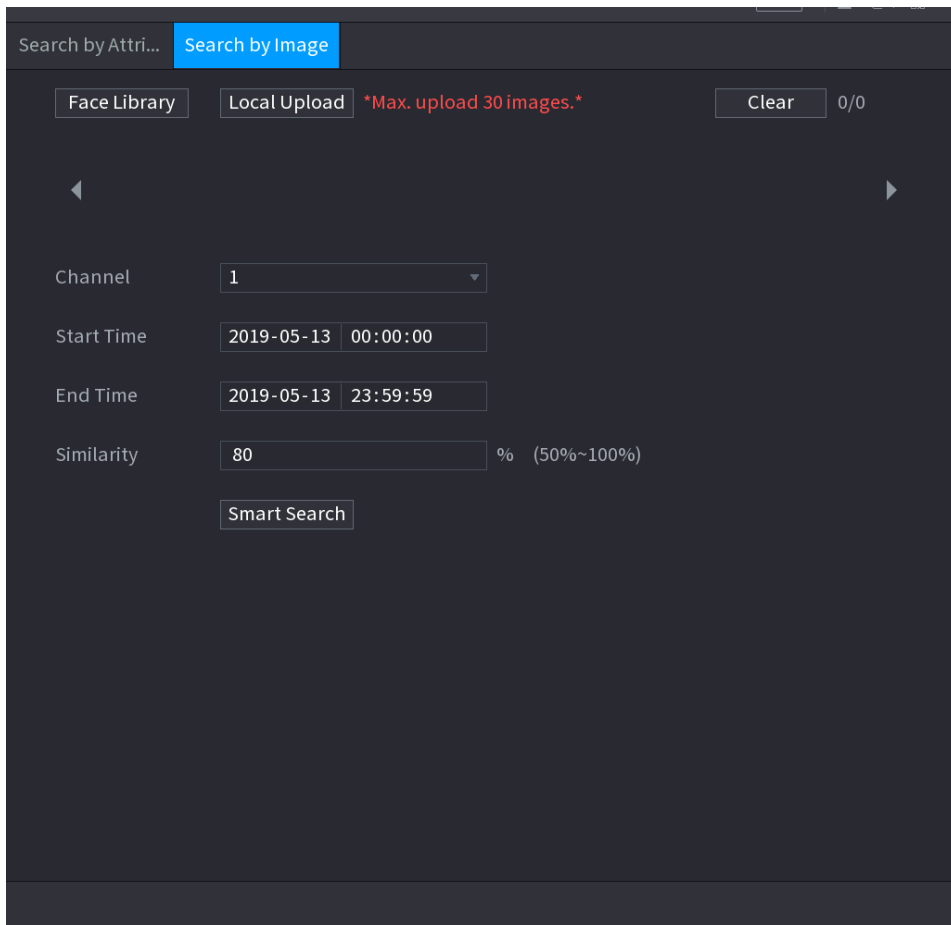 Search by Attri... Search by Image
Face Library Local Upload *Max. upload 30 images.* Clear 0/0
Channel 1
Start Time 2019-05-13 00:00:00
End Time 2019-05-13 23:59:59
Similarity 80 % (50%~100%)
Smart Search